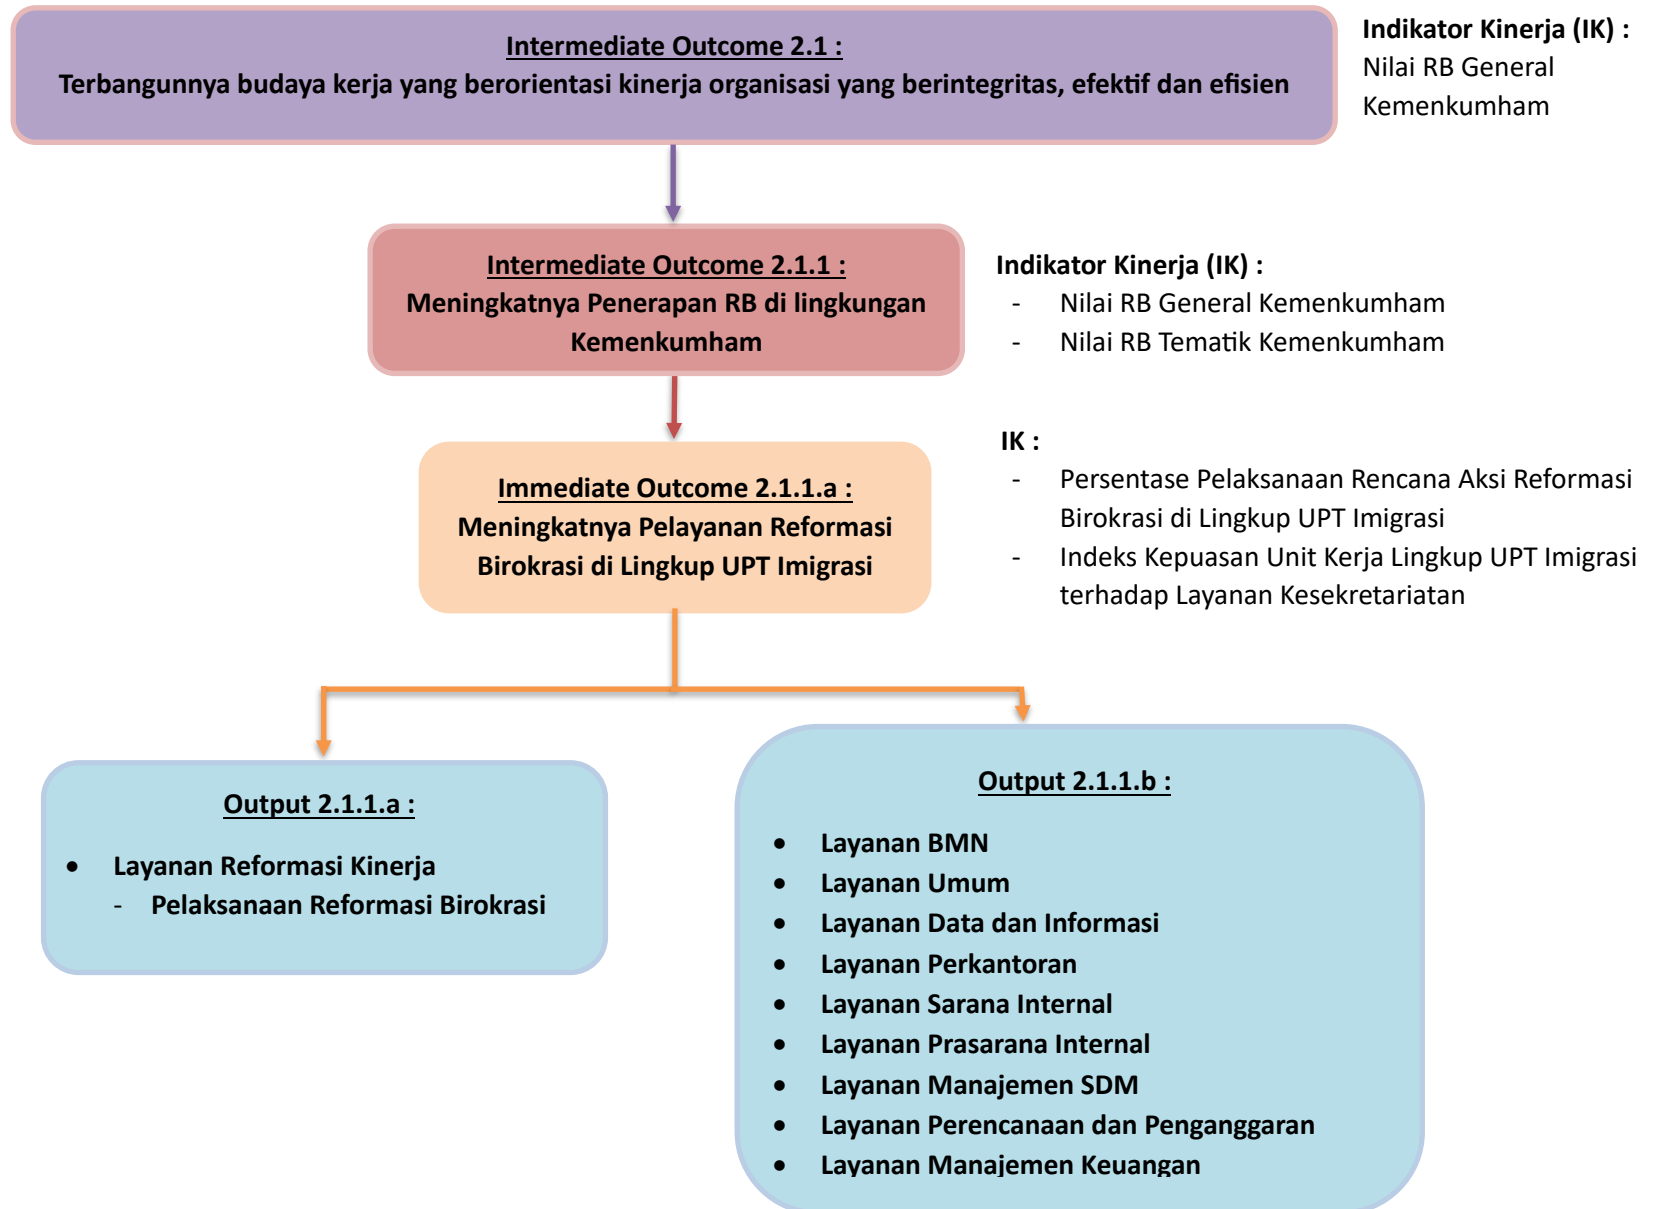 Intermediate Outcome 2.1 :
Terbangunnya budaya kerja yang berorientasi kinerja organisasi yang berintegritas, efektif dan efisien
Indikator Kinerja (IK) :
Nilai RB General
Kemenkumham
Intermediate Outcome 2.1.1 :
Meningkatnya Penerapan RB di lingkungan
Kemenkumham
Indikator Kinerja (IK) :
- Nilai RB General Kemenkumham
- Nilai RB Tematik Kemenkumham
Immediate Outcome 2.1.1.a :
Meningkatnya Pelayanan Reformasi
Birokrasi di Lingkup UPT Imigrasi
IK :
- Persentase Pelaksanaan Rencana Aksi Reformasi
Birokrasi di Lingkup UPT Imigrasi
- Indeks Kepuasan Unit Kerja Lingkup UPT Imigrasi
terhadap Layanan Kesekretariatan
Output 2.1.1.a :
• Layanan Reformasi Kinerja
- Pelaksanaan Reformasi Birokrasi
Output 2.1.1.b :
• Layanan BMN
• Layanan Umum
• Layanan Data dan Informasi
• Layanan Perkantoran
• Layanan Sarana Internal
• Layanan Prasarana Internal
• Layanan Manajemen SDM
• Layanan Perencanaan dan Penganggaran
• Layanan Manajemen Keuangan